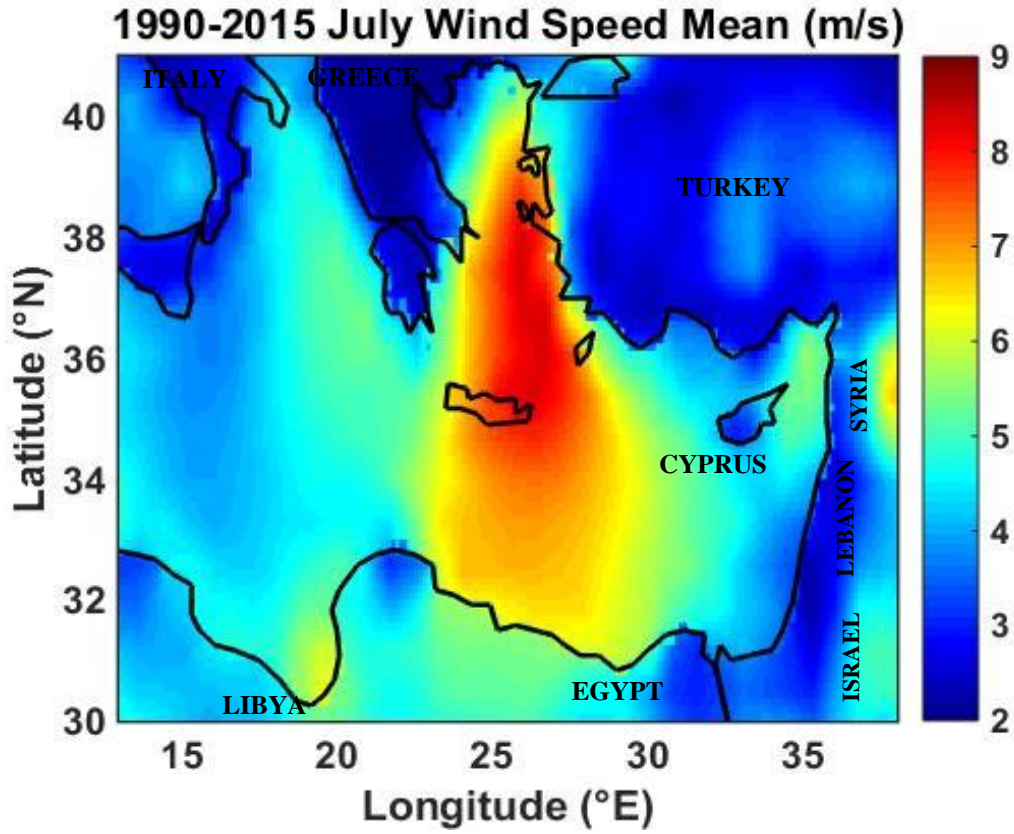 1990-2015 July Wind Speed Mean (m/s)
ITALY
GREECE
TURKEY
CYPRUS
SYRIA
LEBANON
ISRAEL
LIBYA
EGYPT
40
38
36
34
32
30
Latitude (°N)
15
20
25
30
35
Longitude (°E)
9
8
7
6
5
4
3
2